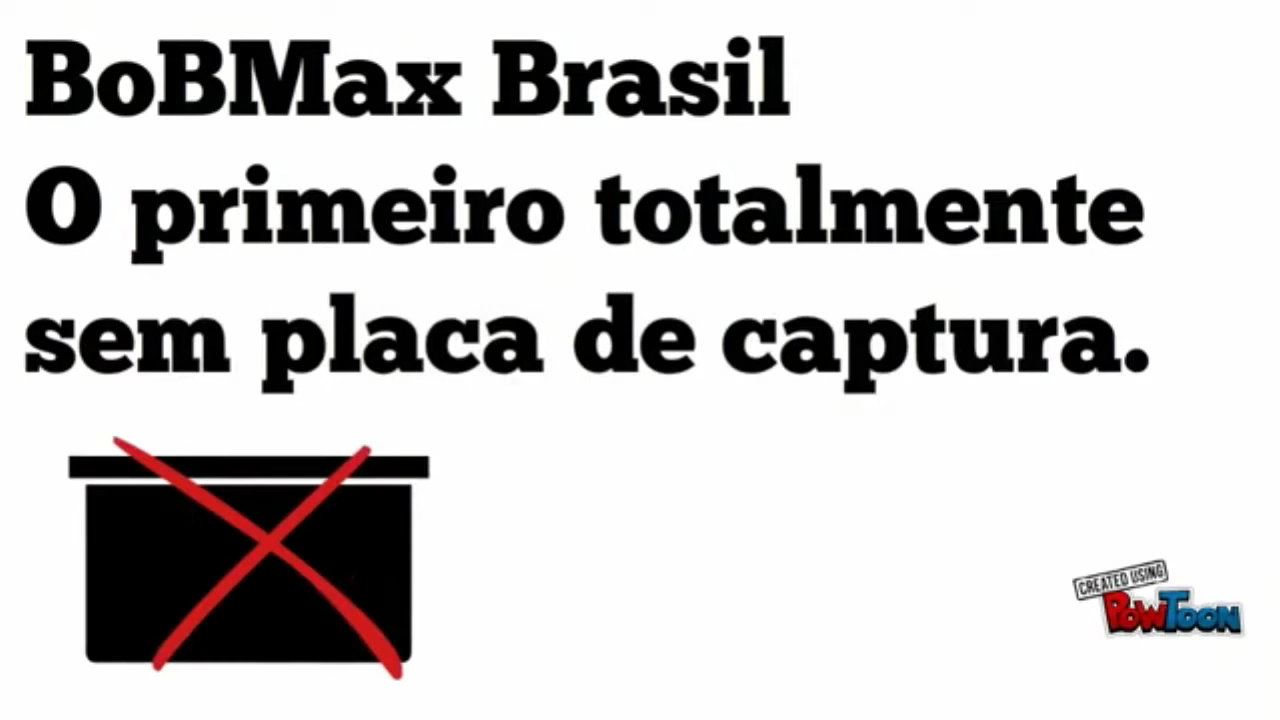 BoBMax Brasil
O primeiro totalmente
sem placa de captura.
CREATED USING
POWTOON